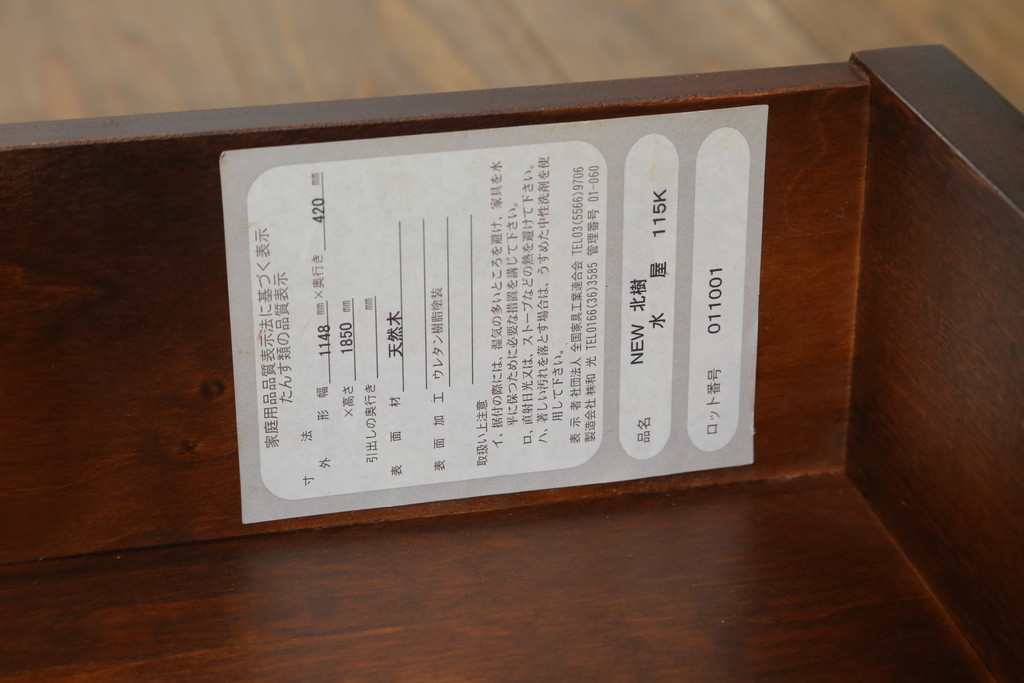 家庭用品品質表示法に基づく表示
たんす類の品質表示
寸法
外形 幅 1148 ㎜×奥行き 420 ㎜
×高さ 1850 ㎜
引出しの奥行き ㎜
表面材 天然木
表面加工 ウレタン樹脂塗装
取扱い上注意
イ、据付の際には、湿気の多いところを避け、家具を水
平に保つために必要な措置を講じて下さい。
ロ、直射日光又は、ストーブなどの熱を避けて下さい。
ハ、著しい汚れを落とす場合は、うすめた中性洗剤を使
用して下さい。
表示者 社団法人 全国家具工業連合会 TEL03(5566)9706
製造会社 株和光 TEL0166(36)3585 管理番号 01-060
品名 NEW 北樹
水屋 115K
ロット番号 011001